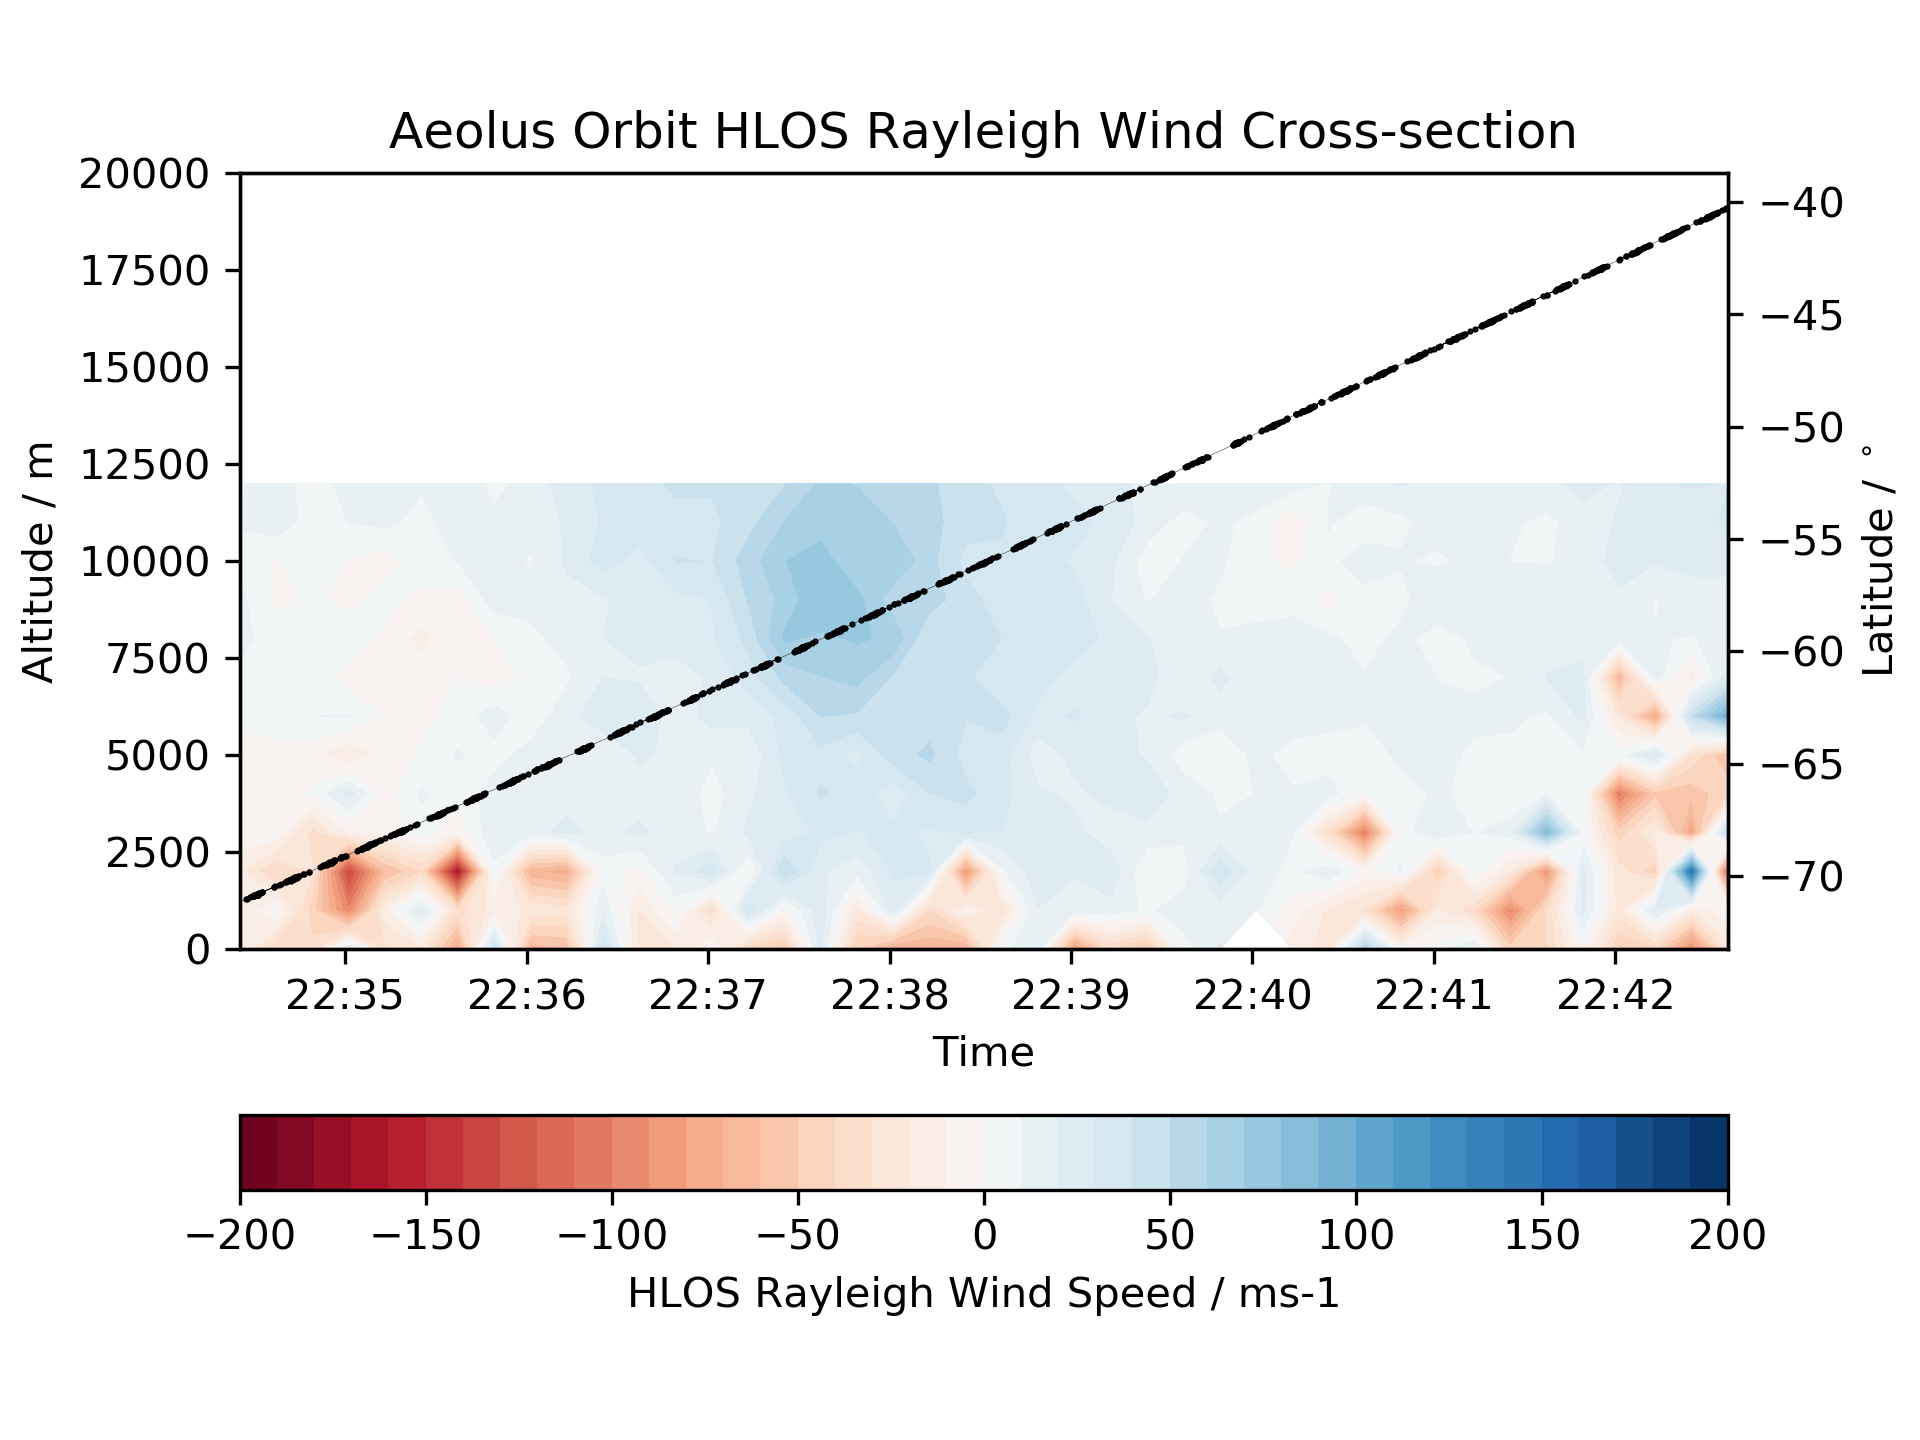 Aeolus Orbit HLOS Rayleigh Wind Cross-section
20000
17500
15000
12500
10000
7500
5000
2500
0
Altitude / m
−40
−45
−50
−55
−60
−65
−70
Latitude / °
22:35 22:36 22:37 22:38 22:39 22:40 22:41 22:42
Time
−200 −150 −100 −50 0 50 100 150 200
HLOS Rayleigh Wind Speed / ms-1